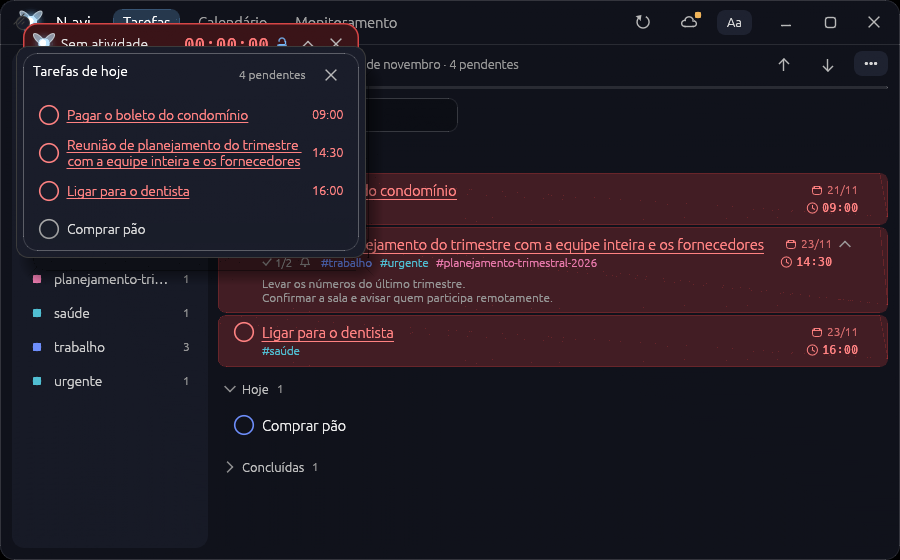 Navi
Tarefas
Calendário
Monitoramento
Aa
Sem atividade
00:00:00
de novembro · 4 pendentes
Tarefas de hoje
4 pendentes
Pagar o boleto do condomínio
09:00
Reunião de planejamento do trimestre
com a equipe inteira e os fornecedores
14:30
Ligar para o dentista
16:00
Comprar pão
planejamento-tri... 1
saúde 1
trabalho 3
urgente 1
do condomínio
21/11
09:00
ejamento do trimestre com a equipe inteira e os fornecedores
23/11
1/2 #trabalho #urgente #planejamento-trimestral-2026
14:30
Levar os números do último trimestre.
Confirmar a sala e avisar quem participa remotamente.
Ligar para o dentista
23/11
#saúde
16:00
Hoje 1
Comprar pão
Concluídas 1